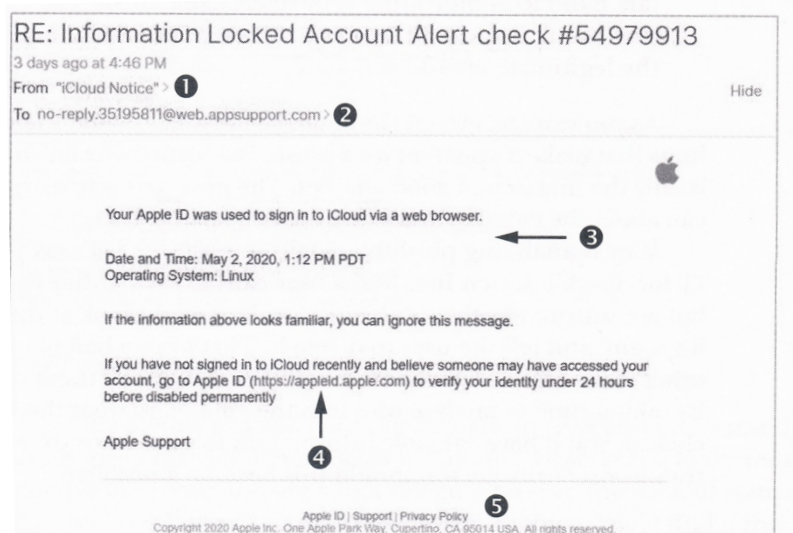 RE: Information Locked Account Alert check #54979913
3 days ago at 4:46 PM
From "iCloud Notice" > ❶
Hide
To no-reply.35195811@web.appsupport.com > ❷
Your Apple ID was used to sign in to iCloud via a web browser.
❸
Date and Time: May 2, 2020, 1:12 PM PDT
Operating System: Linux
If the information above looks familiar, you can ignore this message.
If you have not signed in to iCloud recently and believe someone may have accessed your
account, go to Apple ID (https://appleid.apple.com) to verify your identity under 24 hours
before disabled permanently
❹
Apple Support
❺
Apple ID | Support | Privacy Policy
Copyright 2020 Apple Inc. One Apple Park Way, Cupertino, CA 95014 USA. All rights reserved.